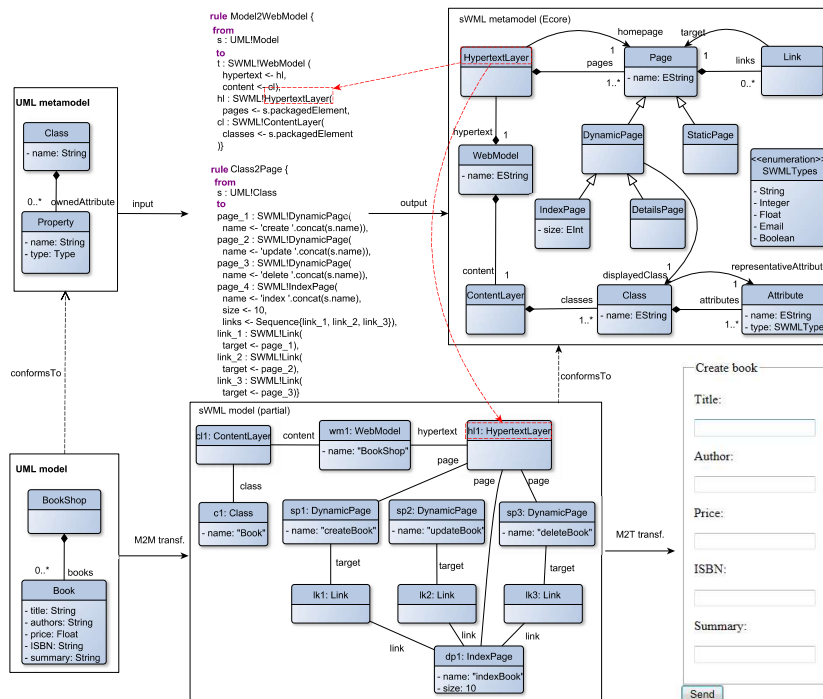 rule Model2WebModel {
from
s : UML!Model
to
t : SWML!WebModel (
hypertext <- hl,
content <- cl),
hl : SWML!HypertextLayer(
pages <- s.packagedElement,
cl : SWML!ContentLayer(
classes <- s.packagedElement
)}
rule Class2Page {
from
s : UML!Class
to
page_1 : SWML!DynamicPage(
name <- 'create '.concat(s.name)),
page_2 : SWML!DynamicPage(
name <- 'update '.concat(s.name)),
page_3 : SWML!DynamicPage(
name <- 'delete '.concat(s.name)),
page_4 : SWML!IndexPage(
name <- 'index '.concat(s.name),
size <- 10,
links <- Sequence{link_1, link_2, link_3}),
link_1 : SWML!Link(
target <- page_1),
link_2 : SWML!Link(
target <- page_2),
link_3 : SWML!Link(
target <- page_3)}
UML metamodel
Class
- name: String
0..* ownedAttribute
Property
- name: String
- type: Type
input
output
conformsTo
sWML metamodel (Ecore)
homepage
target
HypertextLayer
1
pages
1..*
Page
- name: EString
1
links
0..*
Link
hypertext
1
DynamicPage
StaticPage
WebModel
- name: EString
<<enumeration>>
SWMLTypes
- String
- Integer
- Float
- Email
- Boolean
IndexPage
- size: EInt
DetailsPage
content
1
displayedClass
1
representativeAttribut
1
ContentLayer
classes
1..*
Class
- name: EString
attributes
1..*
Attribute
- name: EString
- type: SWMLType
conformsTo
UML model
BookShop
0..*
books
Book
- title: String
- authors: String
- price: Float
- ISBN: String
- summary: String
M2M transf.
sWML model (partial)
cl1: ContentLayer
content
wm1: WebModel
- name: "BookShop"
hypertext
hl1: HypertextLayer
class
page
page
page
c1: Class
- name: "Book"
sp1: DynamicPage
- name: "createBook"
sp2: DynamicPage
- name: "updateBook"
sp3: DynamicPage
- name: "deleteBook"
target
target
target
lk1: Link
lk2: Link
lk3: Link
link
link
link
dp1: IndexPage
- name: "indexBook"
- size: 10
M2T transf.
Create book
Title:
Author:
Price:
ISBN:
Summary:
Send